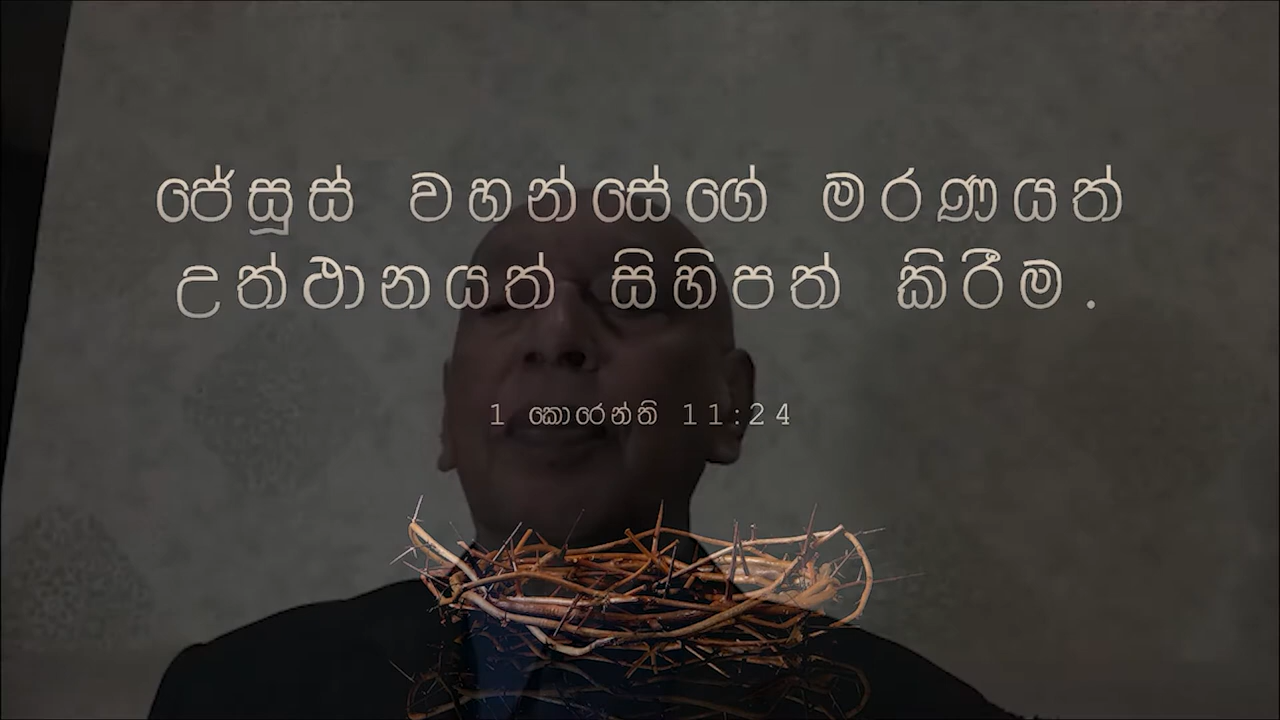 ජේසූස් වහන්සේගේ මරණයත්
උත්ථානයත් සිහිපත් කිරීම.
1 කොරෙන්ති 11:24